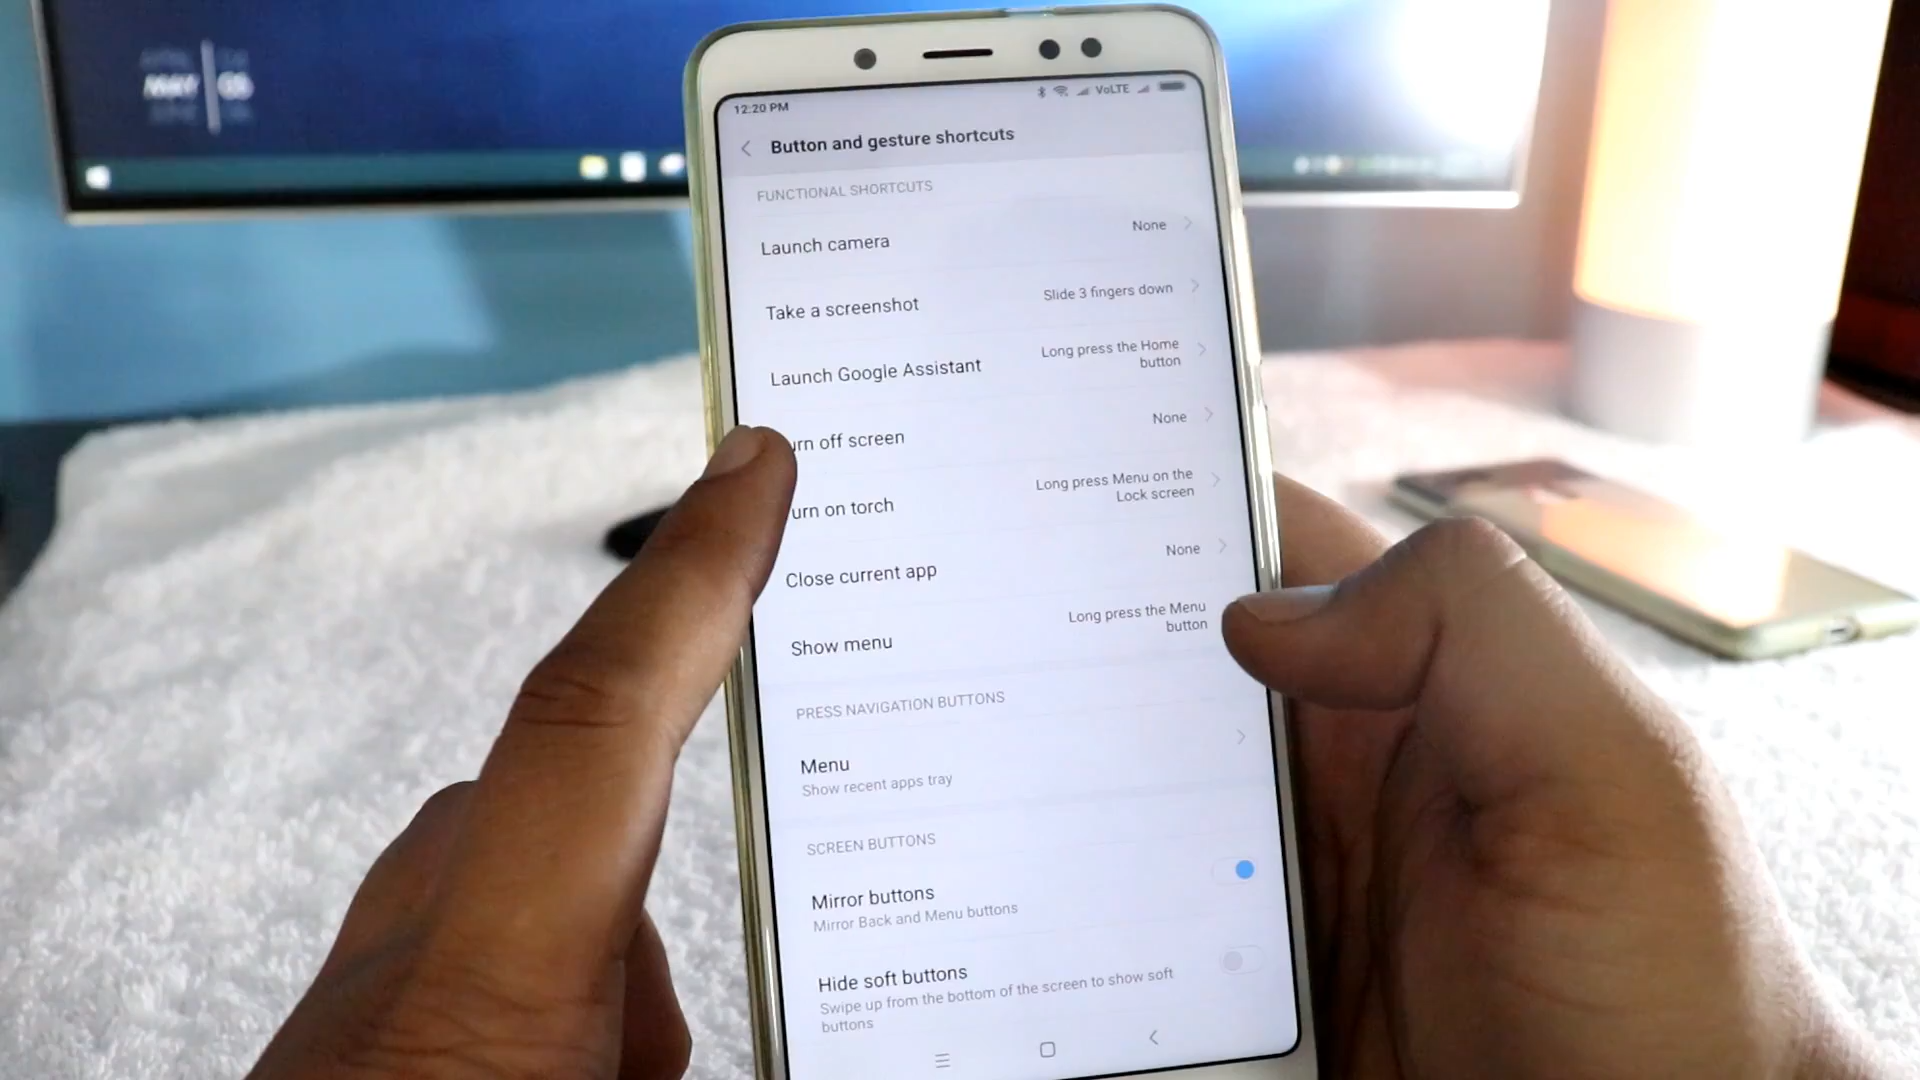 MAY 05
12:20 PM VoLTE
Button and gesture shortcuts
FUNCTIONAL SHORTCUTS
Launch camera None
Take a screenshot Slide 3 fingers down
Launch Google Assistant Long press the Home
button
urn off screen None
urn on torch Long press Menu on the
Lock screen
Close current app None
Show menu Long press the Menu
button
PRESS NAVIGATION BUTTONS
Menu
Show recent apps tray
SCREEN BUTTONS
Mirror buttons
Mirror Back and Menu buttons
Hide soft buttons
Swipe up from the bottom of the screen to show soft
buttons